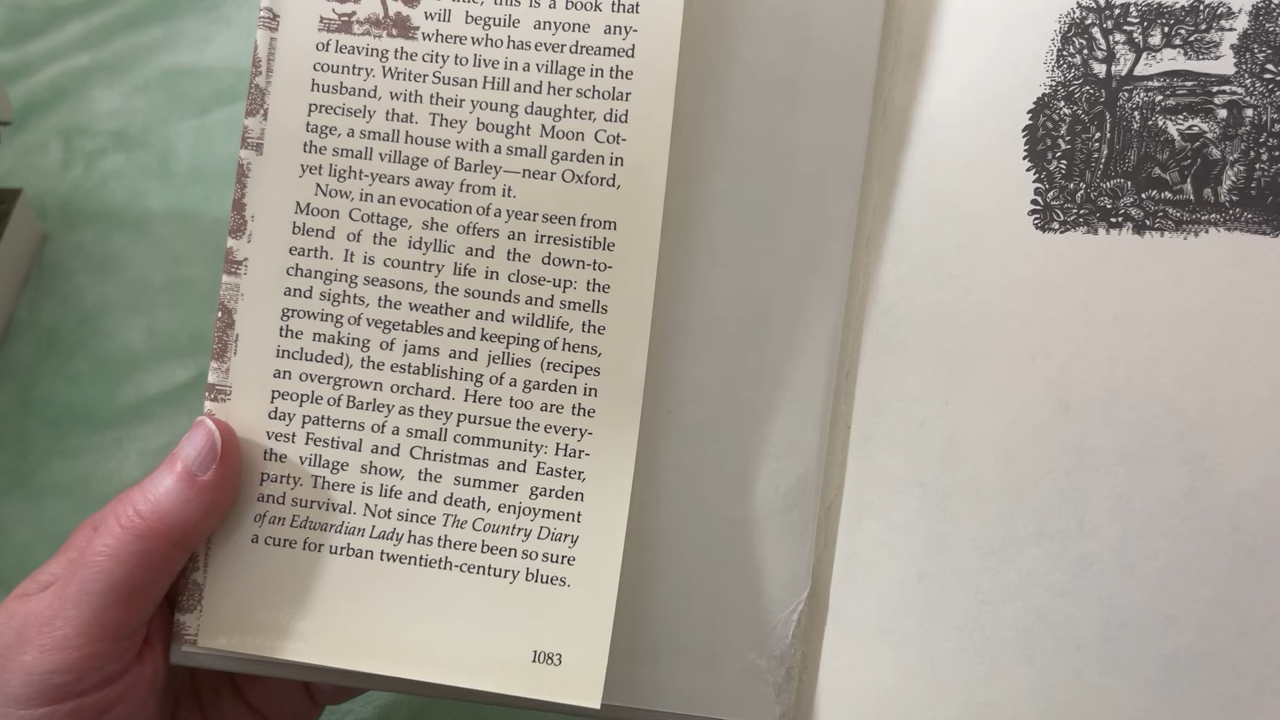 this is a book that
will beguile anyone any-
where who has ever dreamed
of leaving the city to live in a village in the
country. Writer Susan Hill and her scholar
husband, with their young daughter, did
precisely that. They bought Moon Cot-
tage, a small house with a small garden in
the small village of Barley—near Oxford,
yet light-years away from it.
Now, in an evocation of a year seen from
Moon Cottage, she offers an irresistible
blend of the idyllic and the down-to-
earth. It is country life in close-up: the
changing seasons, the sounds and smells
and sights, the weather and wildlife, the
growing of vegetables and keeping of hens,
the making of jams and jellies (recipes
included), the establishing of a garden in
an overgrown orchard. Here too are the
people of Barley as they pursue the every-
day patterns of a small community: Har-
vest Festival and Christmas and Easter,
the village show, the summer garden
party. There is life and death, enjoyment
and survival. Not since The Country Diary
of an Edwardian Lady has there been so sure
a cure for urban twentieth-century blues.
1083